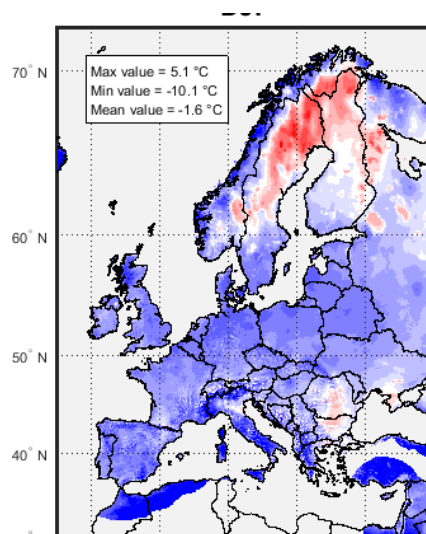 Max value = 5.1 °C
Min value = -10.1 °C
Mean value = -1.6 °C
70° N
60° N
50° N
40° N